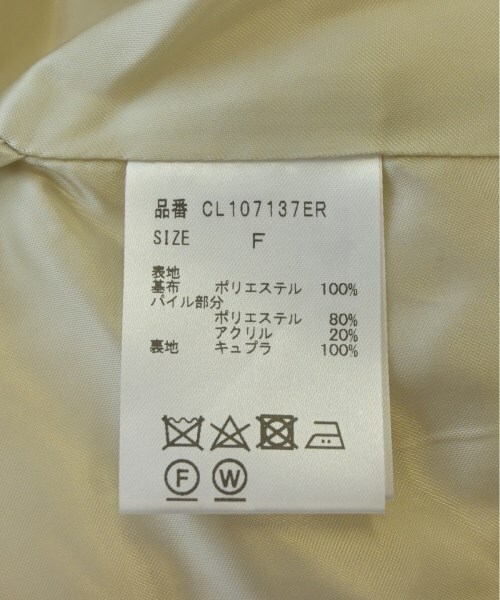 品番 CL107137ER
SIZE F
表地
基布 ポリエステル 100%
パイル部分
ポリエステル 80%
アクリル 20%
裏地 キュプラ 100%
F W